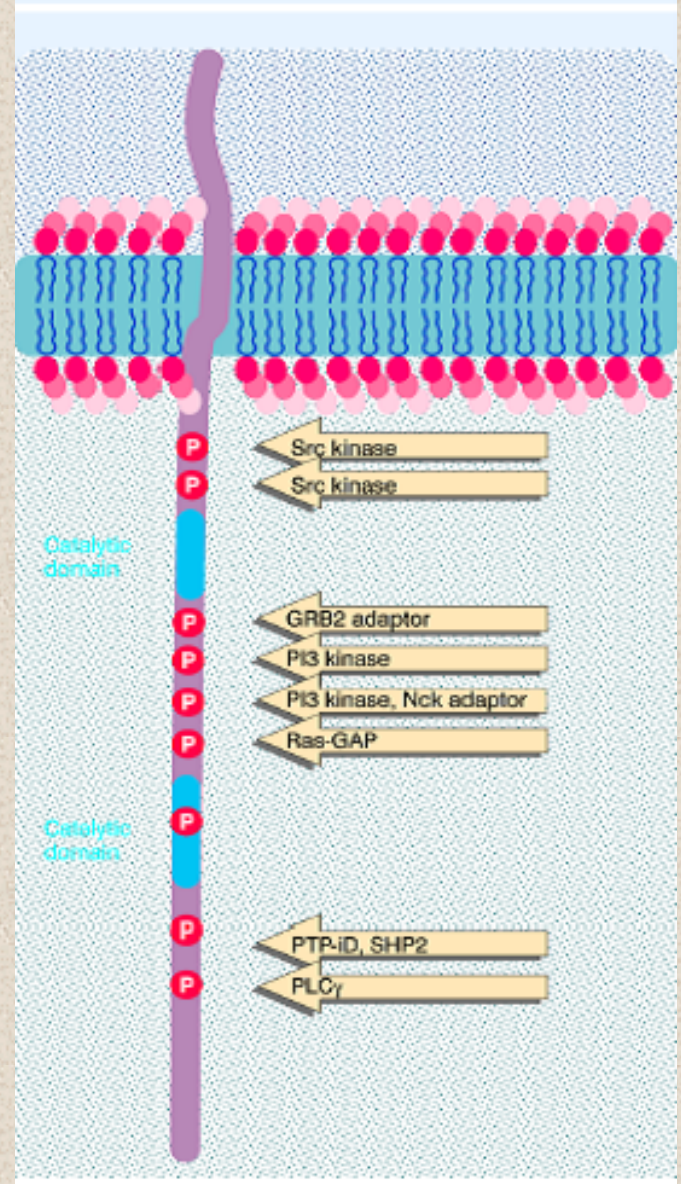 P
Src kinase
P
Src kinase
Catalytic
domain
P
GRB2 adaptor
P
PI3 kinase
P
PI3 kinase, Nck adaptor
P
Ras-GAP
P
Catalytic
domain
P
PTP-iD, SHP2
P
PLCγ